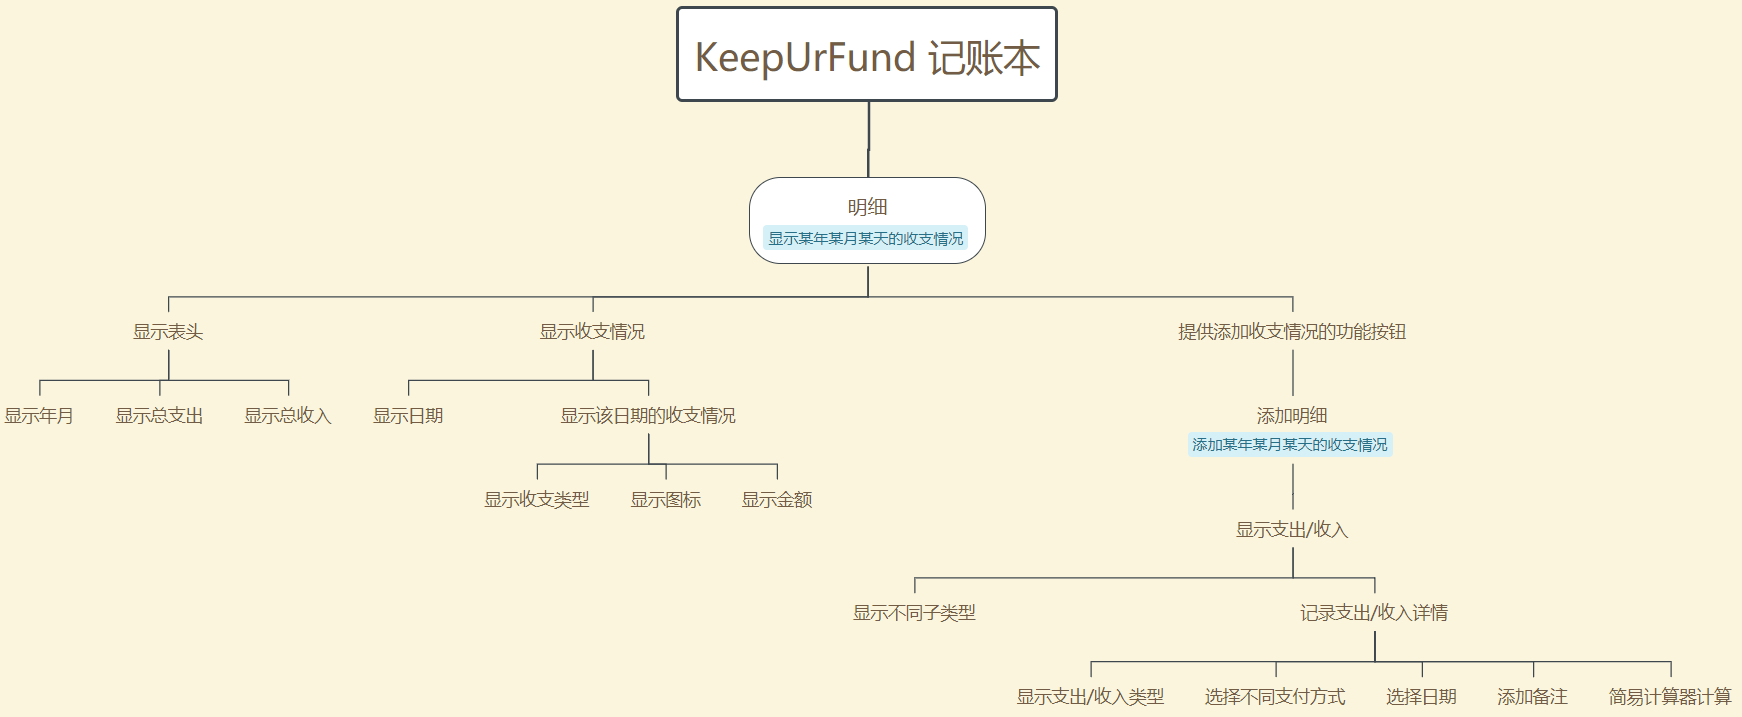 KeepUrFund 记账本
明细
显示某年某月某天的收支情况
显示表头
显示收支情况
提供添加收支情况的功能按钮
显示年月
显示总支出
显示总收入
显示日期
显示该日期的收支情况
添加明细
添加某年某月某天的收支情况
显示收支类型
显示图标
显示金额
显示支出/收入
显示不同子类型
记录支出/收入详情
显示支出/收入类型
选择不同支付方式
选择日期
添加备注
简易计算器计算